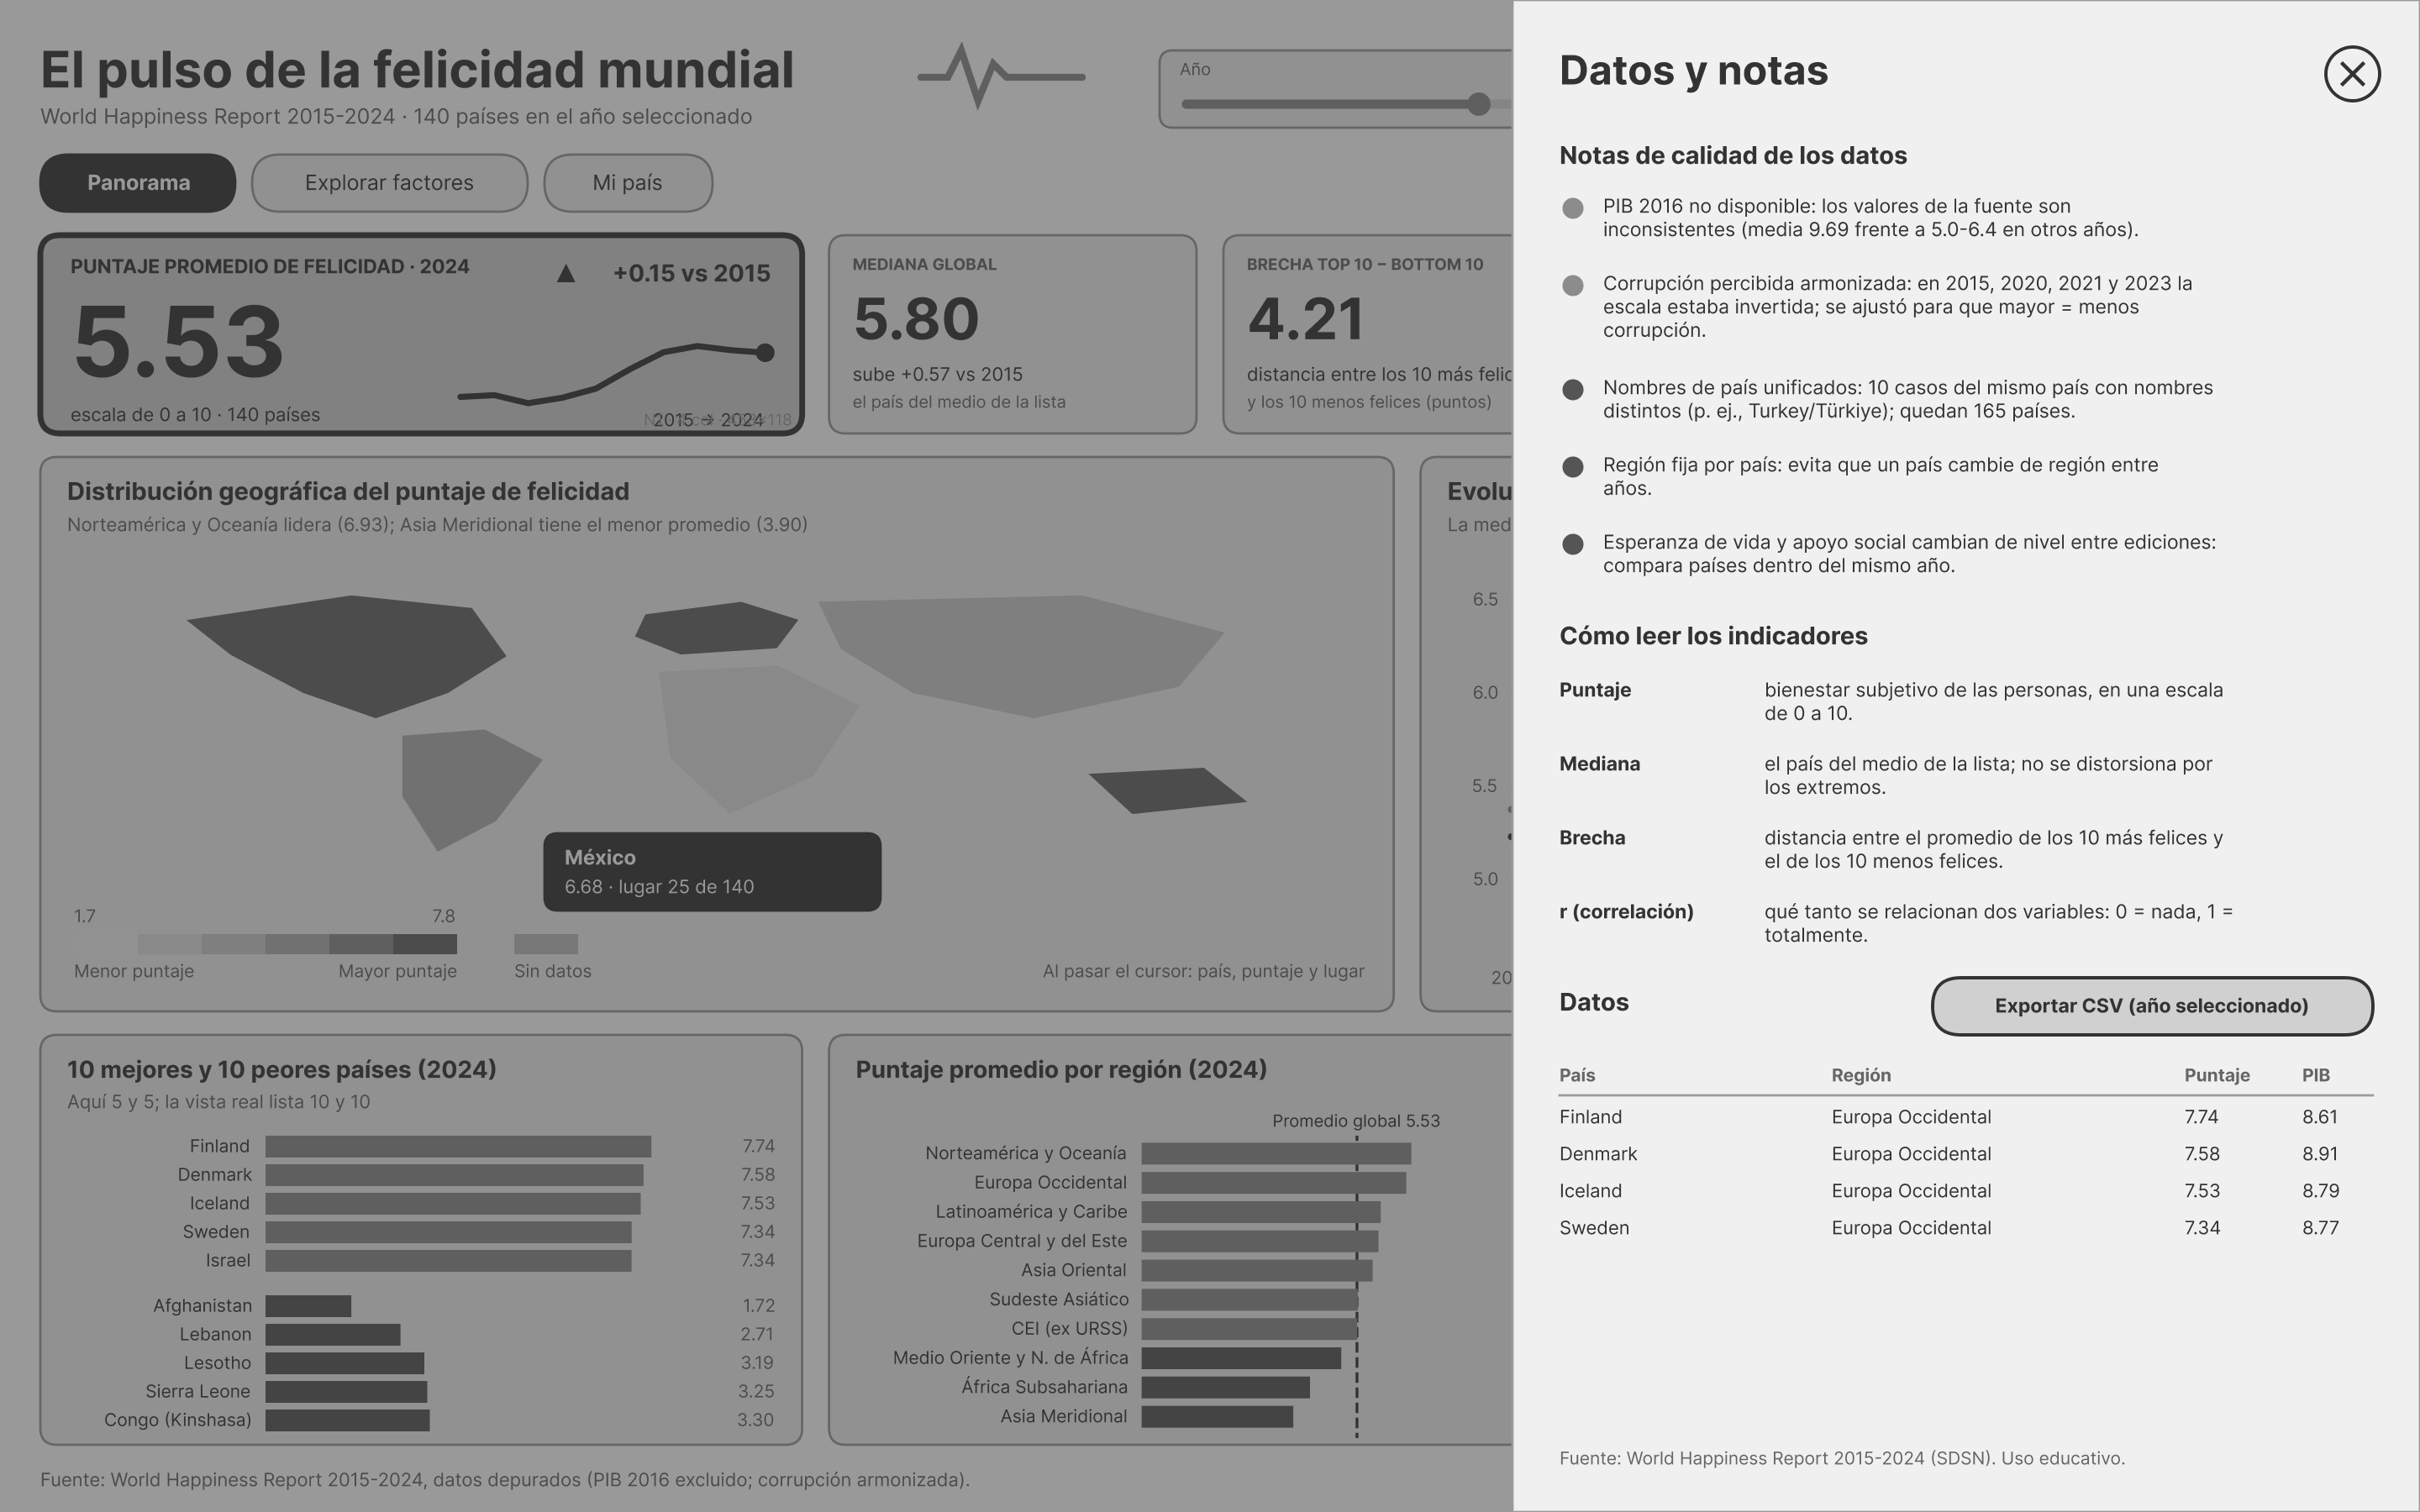 El pulso de la felicidad mundial
World Happiness Report 2015-2024 · 140 países en el año seleccionado
Año
Panorama
Explorar factores
Mi país
PUNTAJE PROMEDIO DE FELICIDAD · 2024
▲ +0.15 vs 2015
5.53
escala de 0 a 10 · 140 países
2015 → 2024
MEDIANA GLOBAL
5.80
sube +0.57 vs 2015
el país del medio de la lista
BRECHA TOP 10 – BOTTOM 10
4.21
distancia entre los 10 más felic
y los 10 menos felices (puntos)
Distribución geográfica del puntaje de felicidad
Norteamérica y Oceanía lidera (6.93); Asia Meridional tiene el menor promedio (3.90)
México
6.68 · lugar 25 de 140
1.7
7.8
Menor puntaje
Mayor puntaje
Sin datos
Al pasar el cursor: país, puntaje y lugar
Evolu
La med
6.5
6.0
5.5
5.0
20
10 mejores y 10 peores países (2024)
Aquí 5 y 5; la vista real lista 10 y 10
Finland 7.74
Denmark 7.58
Iceland 7.53
Sweden 7.34
Israel 7.34
Afghanistan 1.72
Lebanon 2.71
Lesotho 3.19
Sierra Leone 3.25
Congo (Kinshasa) 3.30
Puntaje promedio por región (2024)
Promedio global 5.53
Norteamérica y Oceanía
Europa Occidental
Latinoamérica y Caribe
Europa Central y del Este
Asia Oriental
Sudeste Asiático
CEI (ex URSS)
Medio Oriente y N. de África
África Subsahariana
Asia Meridional
Fuente: World Happiness Report 2015-2024, datos depurados (PIB 2016 excluido; corrupción armonizada).
Datos y notas
Notas de calidad de los datos
PIB 2016 no disponible: los valores de la fuente son
inconsistentes (media 9.69 frente a 5.0-6.4 en otros años).
Corrupción percibida armonizada: en 2015, 2020, 2021 y 2023 la
escala estaba invertida; se ajustó para que mayor = menos
corrupción.
Nombres de país unificados: 10 casos del mismo país con nombres
distintos (p. ej., Turkey/Türkiye); quedan 165 países.
Región fija por país: evita que un país cambie de región entre
años.
Esperanza de vida y apoyo social cambian de nivel entre ediciones:
compara países dentro del mismo año.
Cómo leer los indicadores
Puntaje bienestar subjetivo de las personas, en una escala
de 0 a 10.
Mediana el país del medio de la lista; no se distorsiona por
los extremos.
Brecha distancia entre el promedio de los 10 más felices y
el de los 10 menos felices.
r (correlación) qué tanto se relacionan dos variables: 0 = nada, 1 =
totalmente.
Datos
Exportar CSV (año seleccionado)
País Región Puntaje PIB
Finland Europa Occidental 7.74 8.61
Denmark Europa Occidental 7.58 8.91
Iceland Europa Occidental 7.53 8.79
Sweden Europa Occidental 7.34 8.77
Fuente: World Happiness Report 2015-2024 (SDSN). Uso educativo.